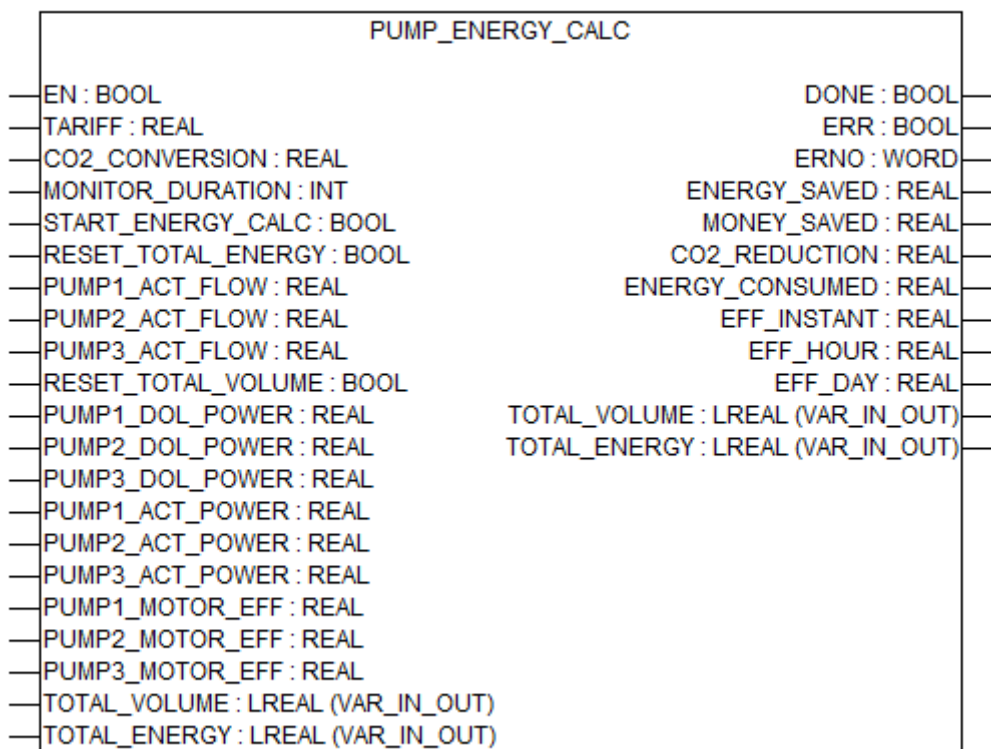 PUMP_ENERGY_CALC
EN : BOOL
TARIFF : REAL
CO2_CONVERSION : REAL
MONITOR_DURATION : INT
START_ENERGY_CALC : BOOL
RESET_TOTAL_ENERGY : BOOL
PUMP1_ACT_FLOW : REAL
PUMP2_ACT_FLOW : REAL
PUMP3_ACT_FLOW : REAL
RESET_TOTAL_VOLUME : BOOL
PUMP1_DOL_POWER : REAL
PUMP2_DOL_POWER : REAL
PUMP3_DOL_POWER : REAL
PUMP1_ACT_POWER : REAL
PUMP2_ACT_POWER : REAL
PUMP3_ACT_POWER : REAL
PUMP1_MOTOR_EFF : REAL
PUMP2_MOTOR_EFF : REAL
PUMP3_MOTOR_EFF : REAL
TOTAL_VOLUME : LREAL (VAR_IN_OUT)
TOTAL_ENERGY : LREAL (VAR_IN_OUT)
DONE : BOOL
ERR : BOOL
ERNO : WORD
ENERGY_SAVED : REAL
MONEY_SAVED : REAL
CO2_REDUCTION : REAL
ENERGY_CONSUMED : REAL
EFF_INSTANT : REAL
EFF_HOUR : REAL
EFF_DAY : REAL
TOTAL_VOLUME : LREAL (VAR_IN_OUT)
TOTAL_ENERGY : LREAL (VAR_IN_OUT)